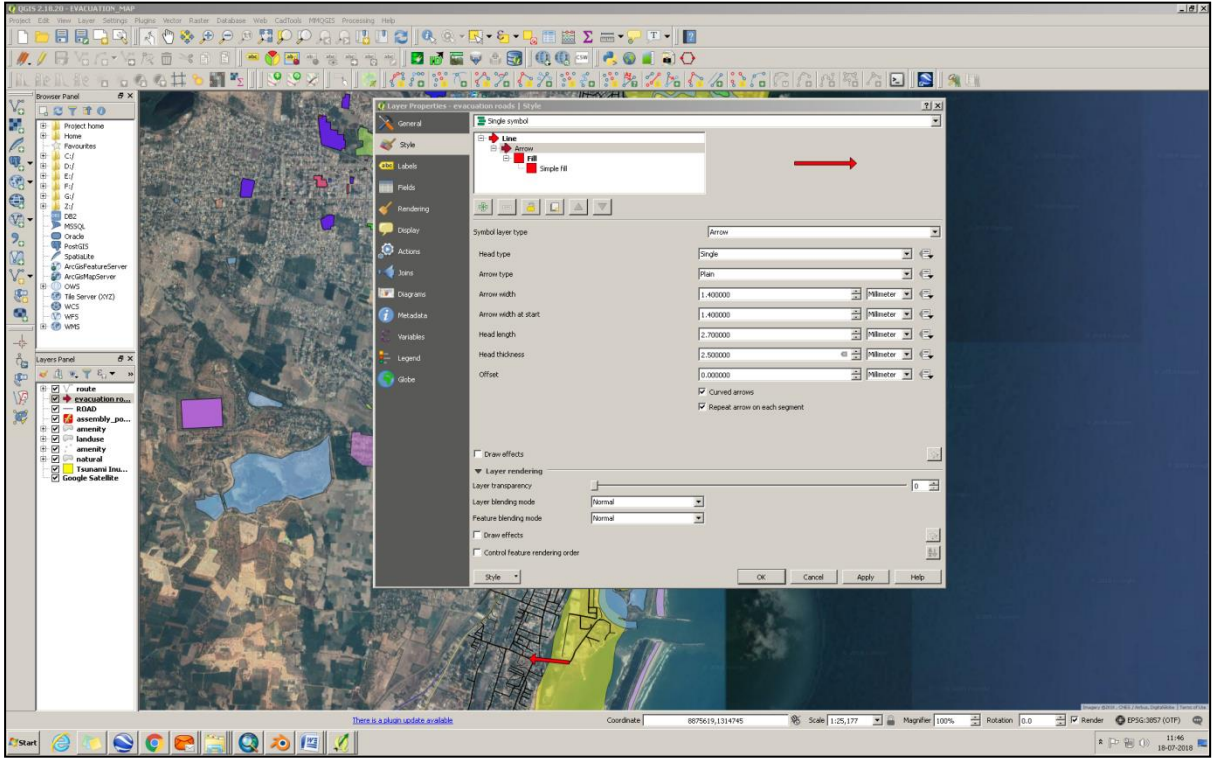 QGIS 2.18.20 - EVACUATION_MAP
Project Edit View Layer Settings Plugins Vector Raster Database Web CadTools MMQGIS Processing Help
CSW
Browser Panel
Project home
Home
Favourites
C:/
D:/
E:/
F:/
G:/
Z:/
DB2
MSSQL
Oracle
PostGIS
SpatiaLite
ArcGisFeatureServer
ArcGisMapServer
OWS
Tile Server (XYZ)
WCS
WFS
WMS
Layers Panel
route
evacuation ro...
ROAD
assembly_po...
amenity
landuse
amenity
natural
Tsunami Inu...
Google Satellite
Layer Properties - evacuation roads | Style
General
Style
Labels
Fields
Rendering
Display
Actions
Joins
Diagrams
Metadata
Variables
Legend
Globe
Single symbol
Line
Arrow
Fill
Simple fill
Symbol layer type Arrow
Head type Single
Arrow type Plain
Arrow width 1.400000 Millimeter
Arrow width at start 1.400000 Millimeter
Head length 2.700000 Millimeter
Head thickness 2.500000 Millimeter
Offset 0.000000 Millimeter
Curved arrows
Repeat arrow on each segment
Draw effects
Layer rendering
Layer transparency 0
Layer blending mode Normal
Feature blending mode Normal
Draw effects
Control feature rendering order
Style OK Cancel Apply Help
There is a plugin update available Coordinate 8875619,1314745 Scale 1:25,177 Magnifier 100% Rotation 0.0 Render EPSG:3857 (OTF)
Start 11:46
18-07-2018